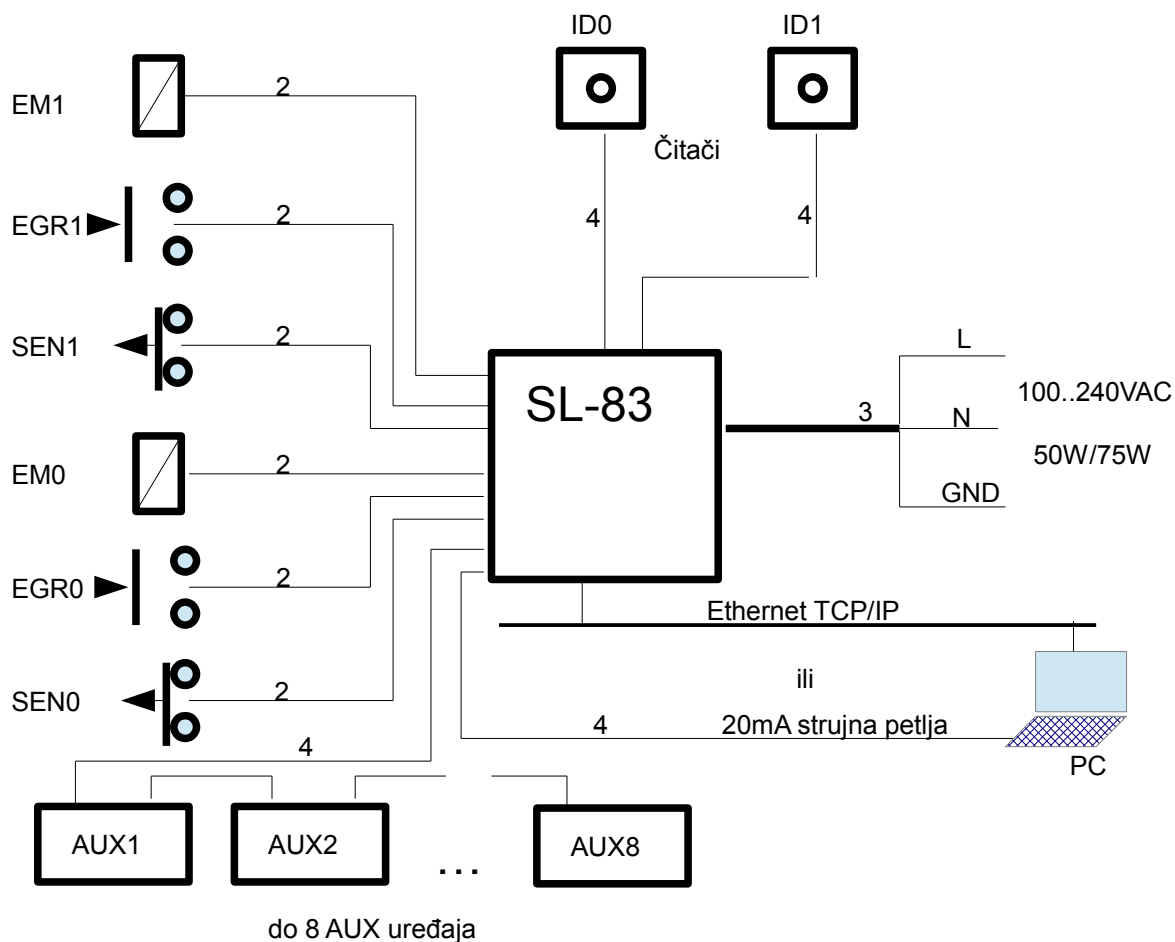 ID0
ID1
EM1
2
Čitači
EGR1
2
4
4
SEN1
2
SL-83
L
100..240VAC
3
N
50W/75W
GND
EM0
2
EGR0
2
Ethernet TCP/IP
SEN0
2
ili
4
4
20mA strujna petlja
PC
AUX1
AUX2
...
AUX8
do 8 AUX uređaja